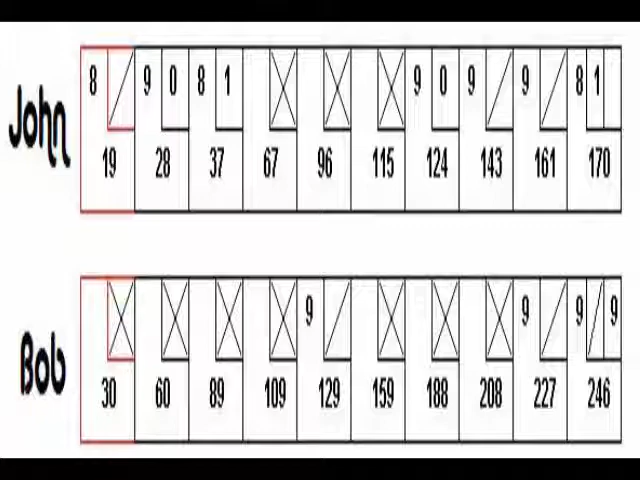 John
8 9 0 8 1 9 0 9 9 8 1
19 28 37 67 96 115 124 143 161 170
Bob
9 9 9 9
30 60 89 109 129 159 188 208 227 246